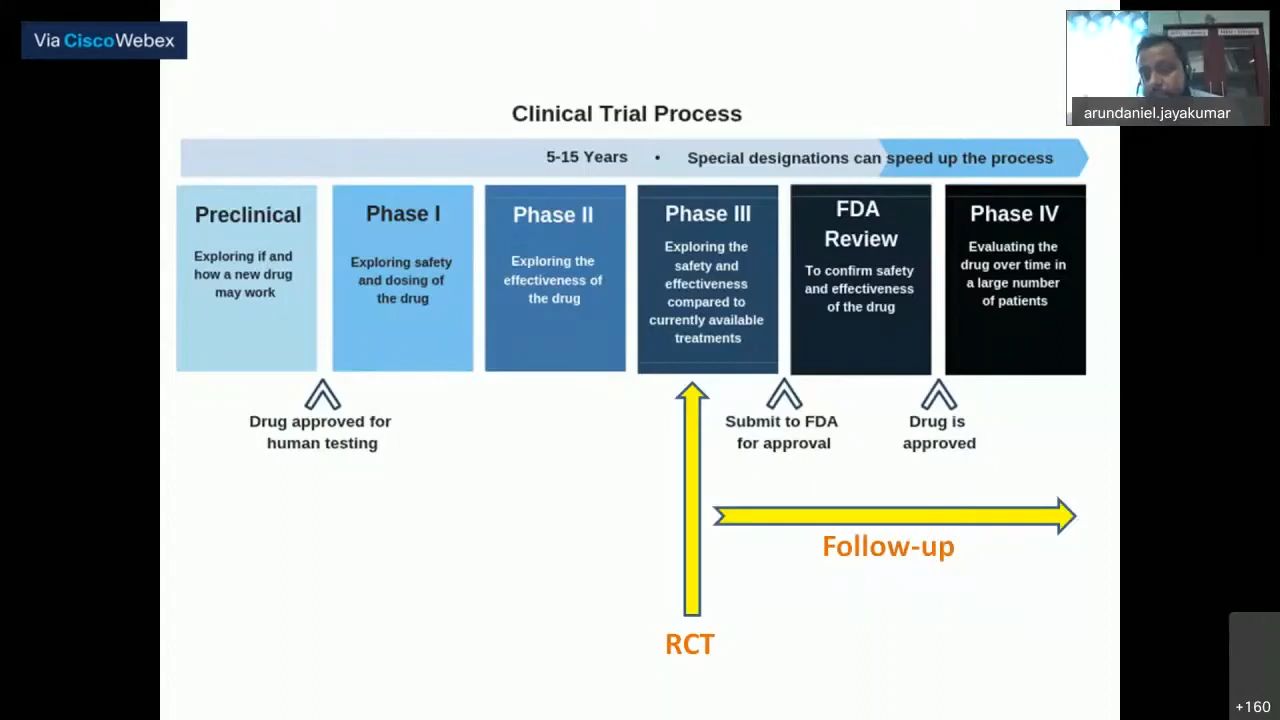 Via CiscoWebex
arundaniel.jayakumar
Clinical Trial Process
5-15 Years • Special designations can speed up the process
Preclinical
Exploring if and
how a new drug
may work
Phase I
Exploring safety
and dosing of
the drug
Phase II
Exploring the
effectiveness of
the drug
Phase III
Exploring the
safety and
effectiveness
compared to
currently available
treatments
FDA
Review
To confirm safety
and effectiveness
of the drug
Phase IV
Evaluating the
drug over time in
a large number
of patients
Drug approved for
human testing
Submit to FDA
for approval
Drug is
approved
Follow-up
RCT
+160